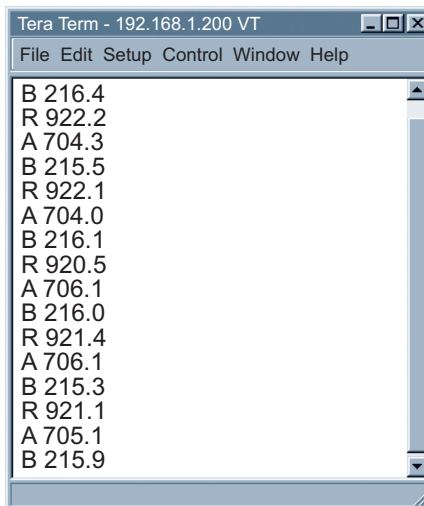 Tera Term - 192.168.1.200 VT
File Edit Setup Control Window Help
B 216.4
R 922.2
A 704.3
B 215.5
R 922.1
A 704.0
B 216.1
R 920.5
A 706.1
B 216.0
R 921.4
A 706.1
B 215.3
R 921.1
A 705.1
B 215.9